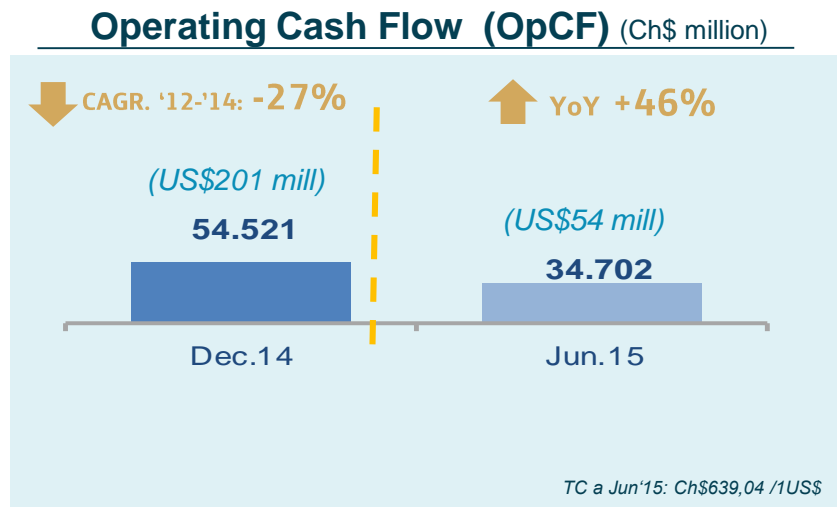 Operating Cash Flow (OpCF) (Ch$ million)
CAGR. '12-'14: -27%
YoY +46%
(US$201 mill)
54.521
(US$54 mill)
34.702
Dec.14
Jun.15
TC a Jun'15: Ch$639,04 /1US$